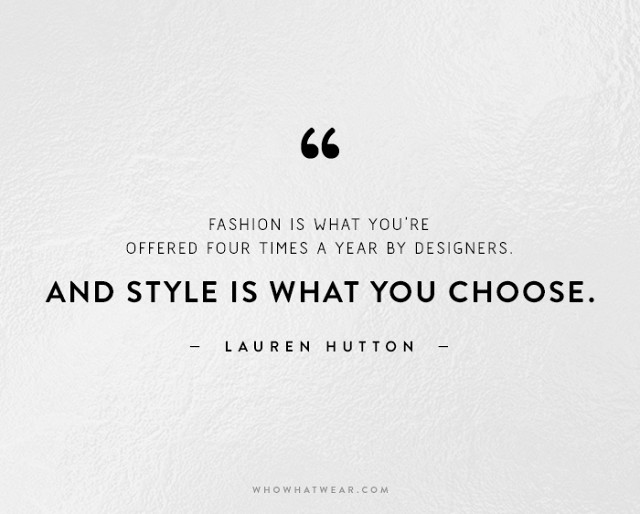 “
FASHION IS WHAT YOU'RE
OFFERED FOUR TIMES A YEAR BY DESIGNERS.
AND STYLE IS WHAT YOU CHOOSE.
– LAUREN HUTTON –
WHOWHATWEAR.COM